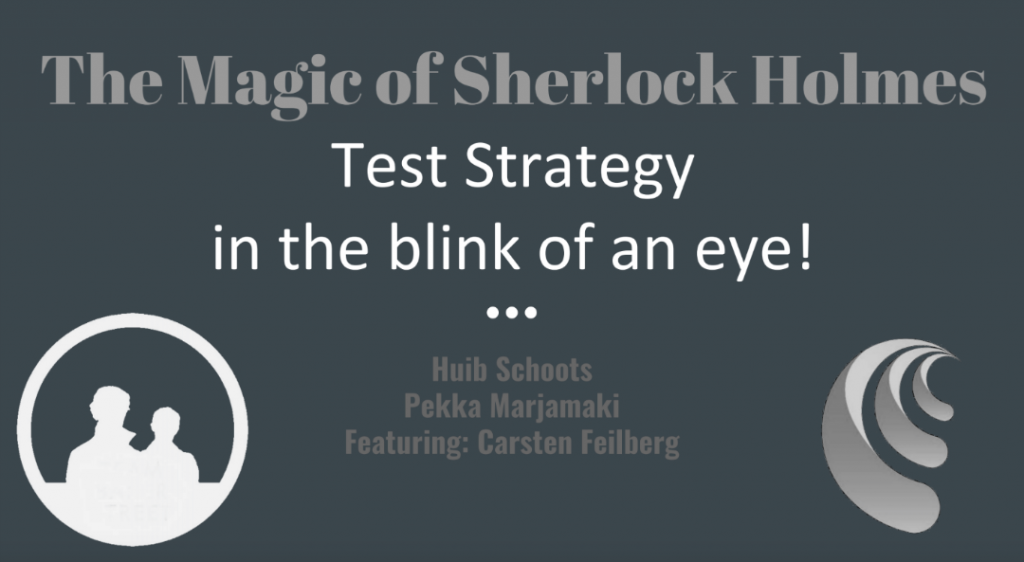 The Magic of Sherlock Holmes
Test Strategy
in the blink of an eye!
Huib Schoots
Pekka Marjamaki
Featuring: Carsten Feilberg